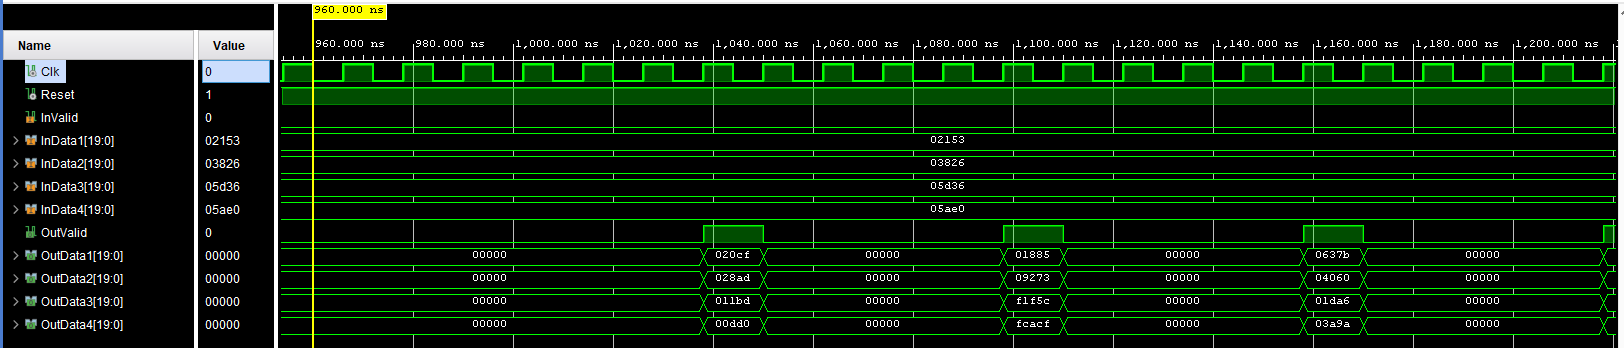 960.000 ns
Name Value
960.000 ns 980.000 ns 1,000.000 ns 1,020.000 ns 1,040.000 ns 1,060.000 ns 1,080.000 ns 1,100.000 ns 1,120.000 ns 1,140.000 ns 1,160.000 ns 1,180.000 ns 1,200.000 ns
Clk 0
Reset 1
InValid 0
InData1[19:0] 02153 02153
InData2[19:0] 03826 03826
InData3[19:0] 05d36 05d36
InData4[19:0] 05ae0 05ae0
OutValid 0
OutData1[19:0] 00000 00000 020cf 00000 01885 00000 0637b 00000
OutData2[19:0] 00000 00000 028ad 00000 09273 00000 04060 00000
OutData3[19:0] 00000 00000 011bd 00000 f1f5c 00000 01da6 00000
OutData4[19:0] 00000 00000 00dd0 00000 fcacf 00000 03a9a 00000